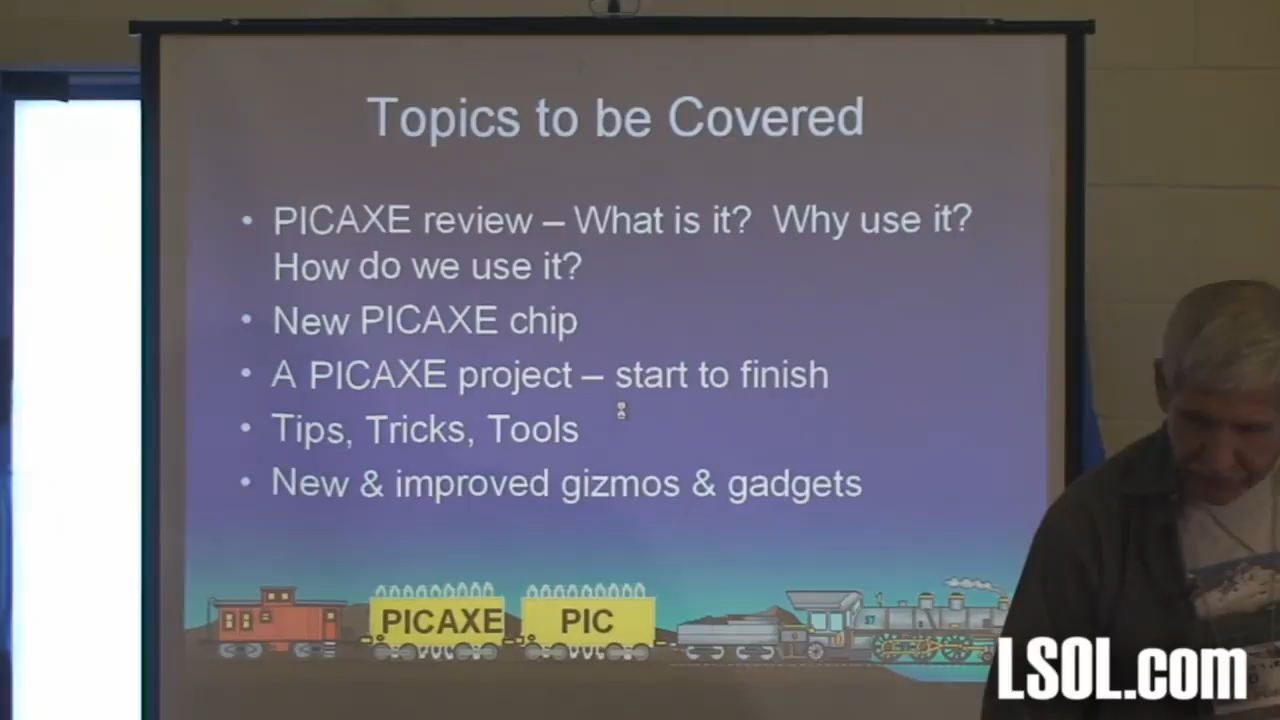 Topics to be Covered
• PICAXE review – What is it? Why use it?
How do we use it?
• New PICAXE chip
• A PICAXE project – start to finish
• Tips, Tricks, Tools
• New & improved gizmos & gadgets
PICAXE PIC
57
LSOL.com